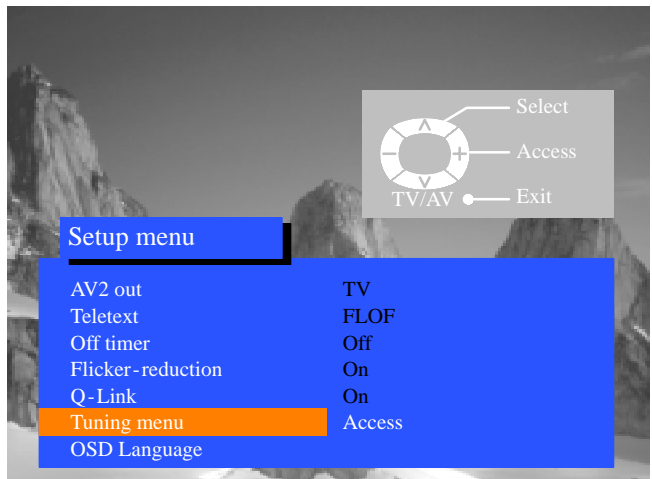 Select
Access
TV/AV Exit
Setup menu
AV2 out TV
Teletext FLOF
Off timer Off
Flicker-reduction On
Q-Link On
Tuning menu Access
OSD Language